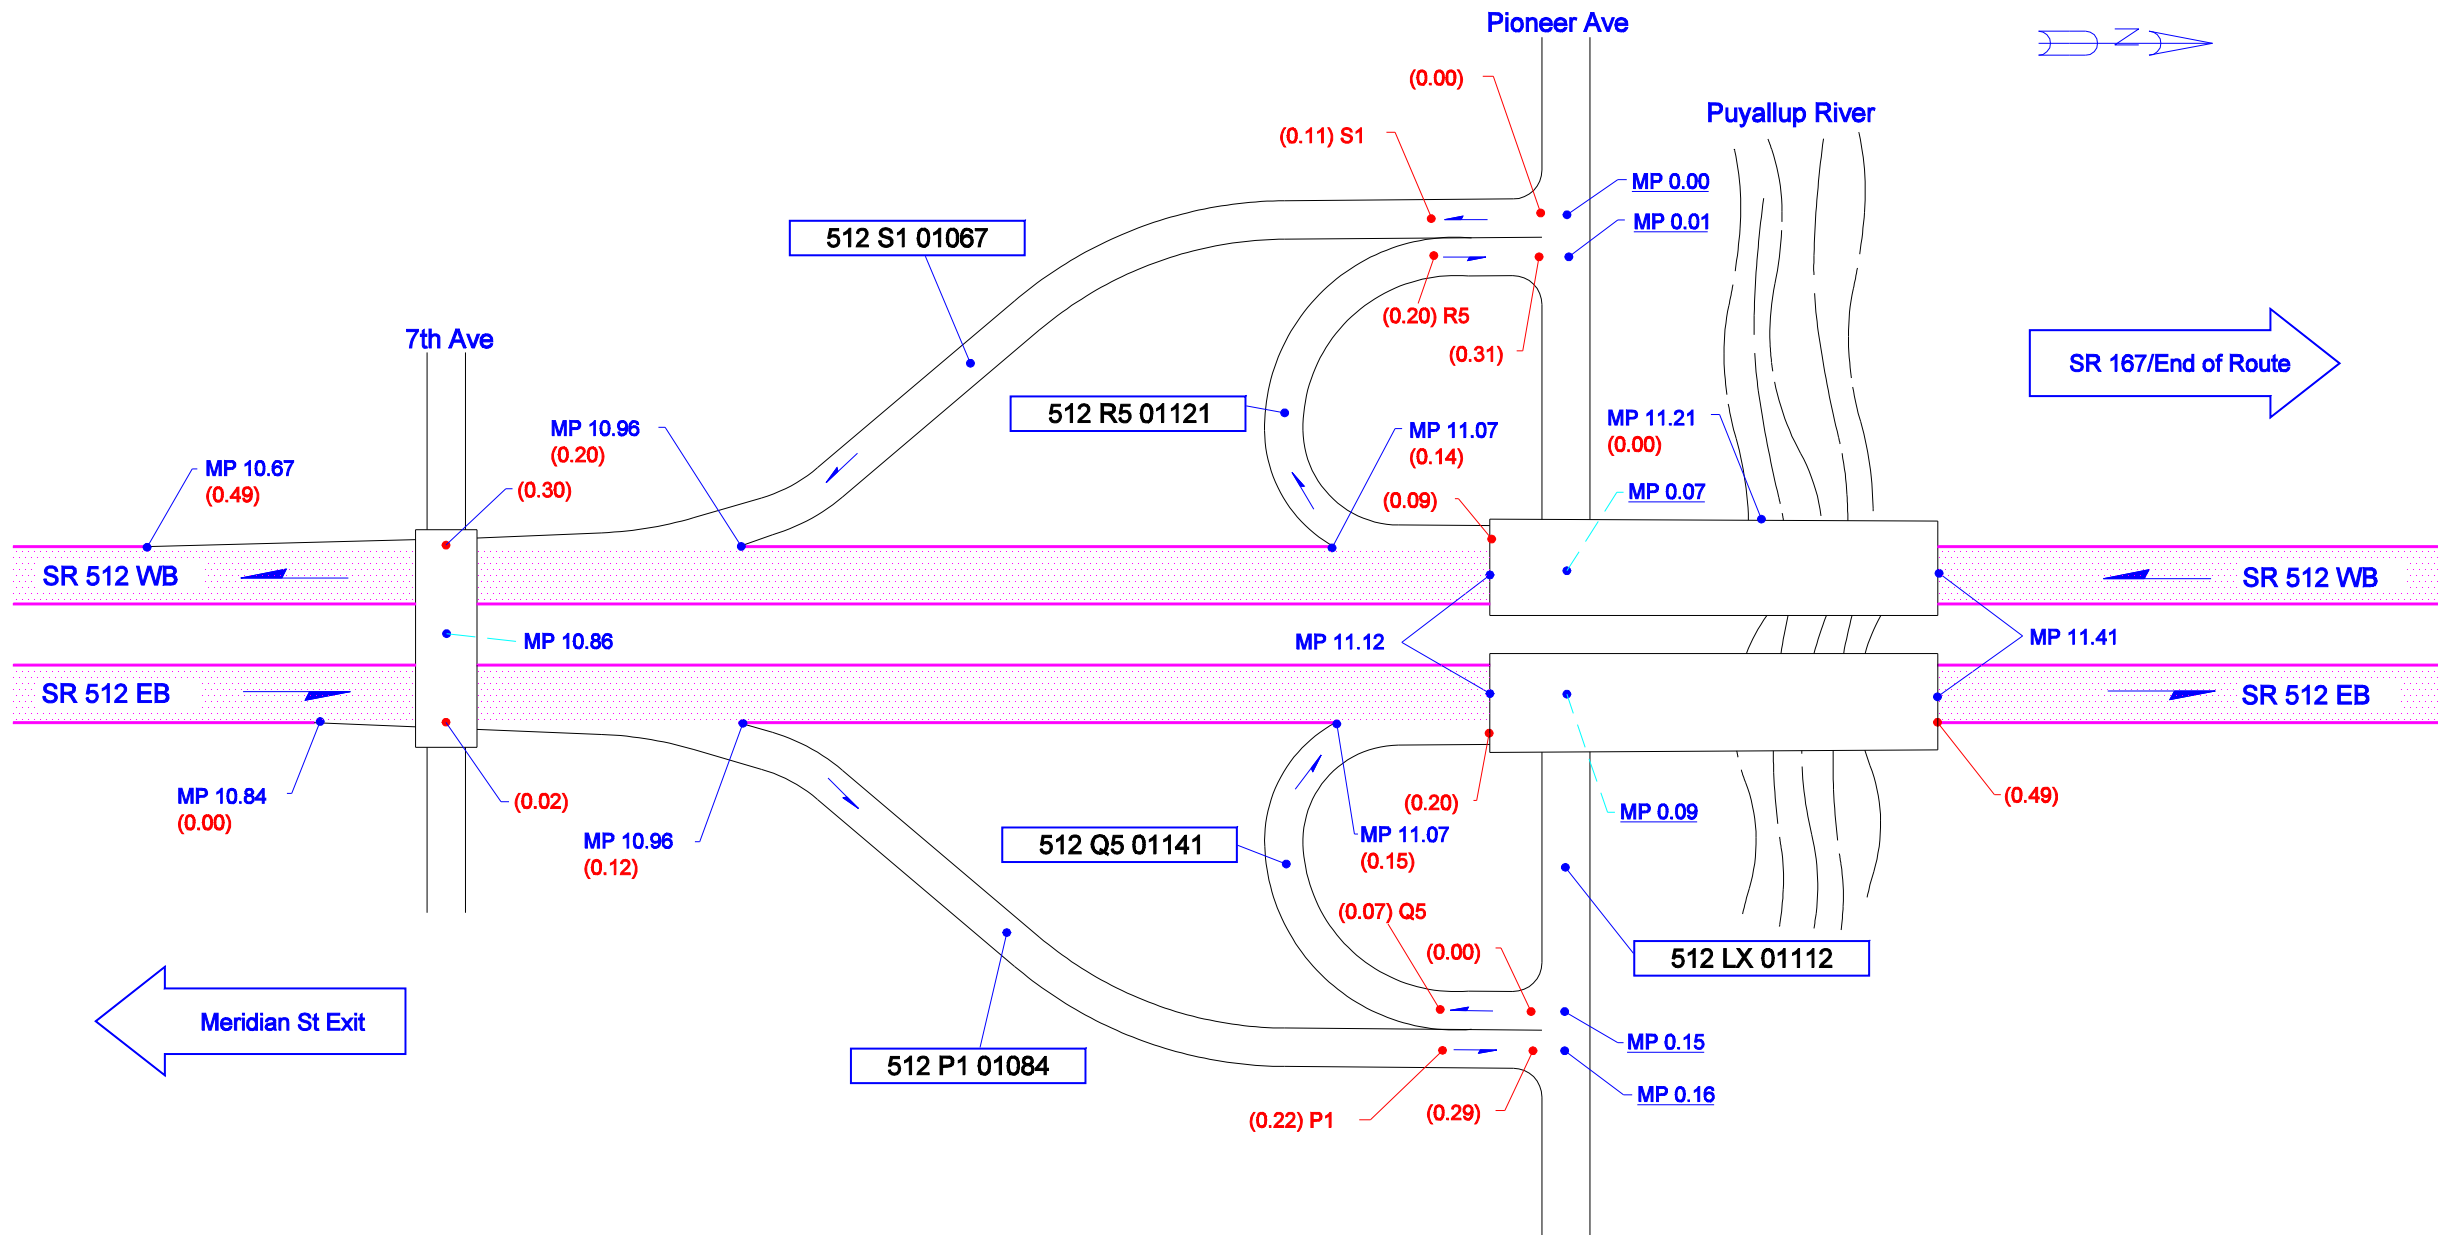 Pioneer Ave
N
(0.00)
Puyallup River
(0.11) S1
MP 0.00
MP 0.01
512 S1 01067
(0.20) R5
7th Ave
(0.31)
SR 167/End of Route
512 R5 01121
MP 10.96
(0.20)
MP 11.07
(0.14)
MP 11.21
(0.00)
MP 10.67
(0.49)
(0.30)
(0.09)
MP 0.07
SR 512 WB
SR 512 WB
MP 10.86
MP 11.12
MP 11.41
SR 512 EB
SR 512 EB
MP 10.84
(0.00)
(0.02)
(0.20)
MP 0.09
(0.49)
MP 10.96
(0.12)
512 Q5 01141
MP 11.07
(0.15)
(0.07) Q5
(0.00)
512 LX 01112
Meridian St Exit
MP 0.15
512 P1 01084
MP 0.16
(0.22) P1
(0.29)